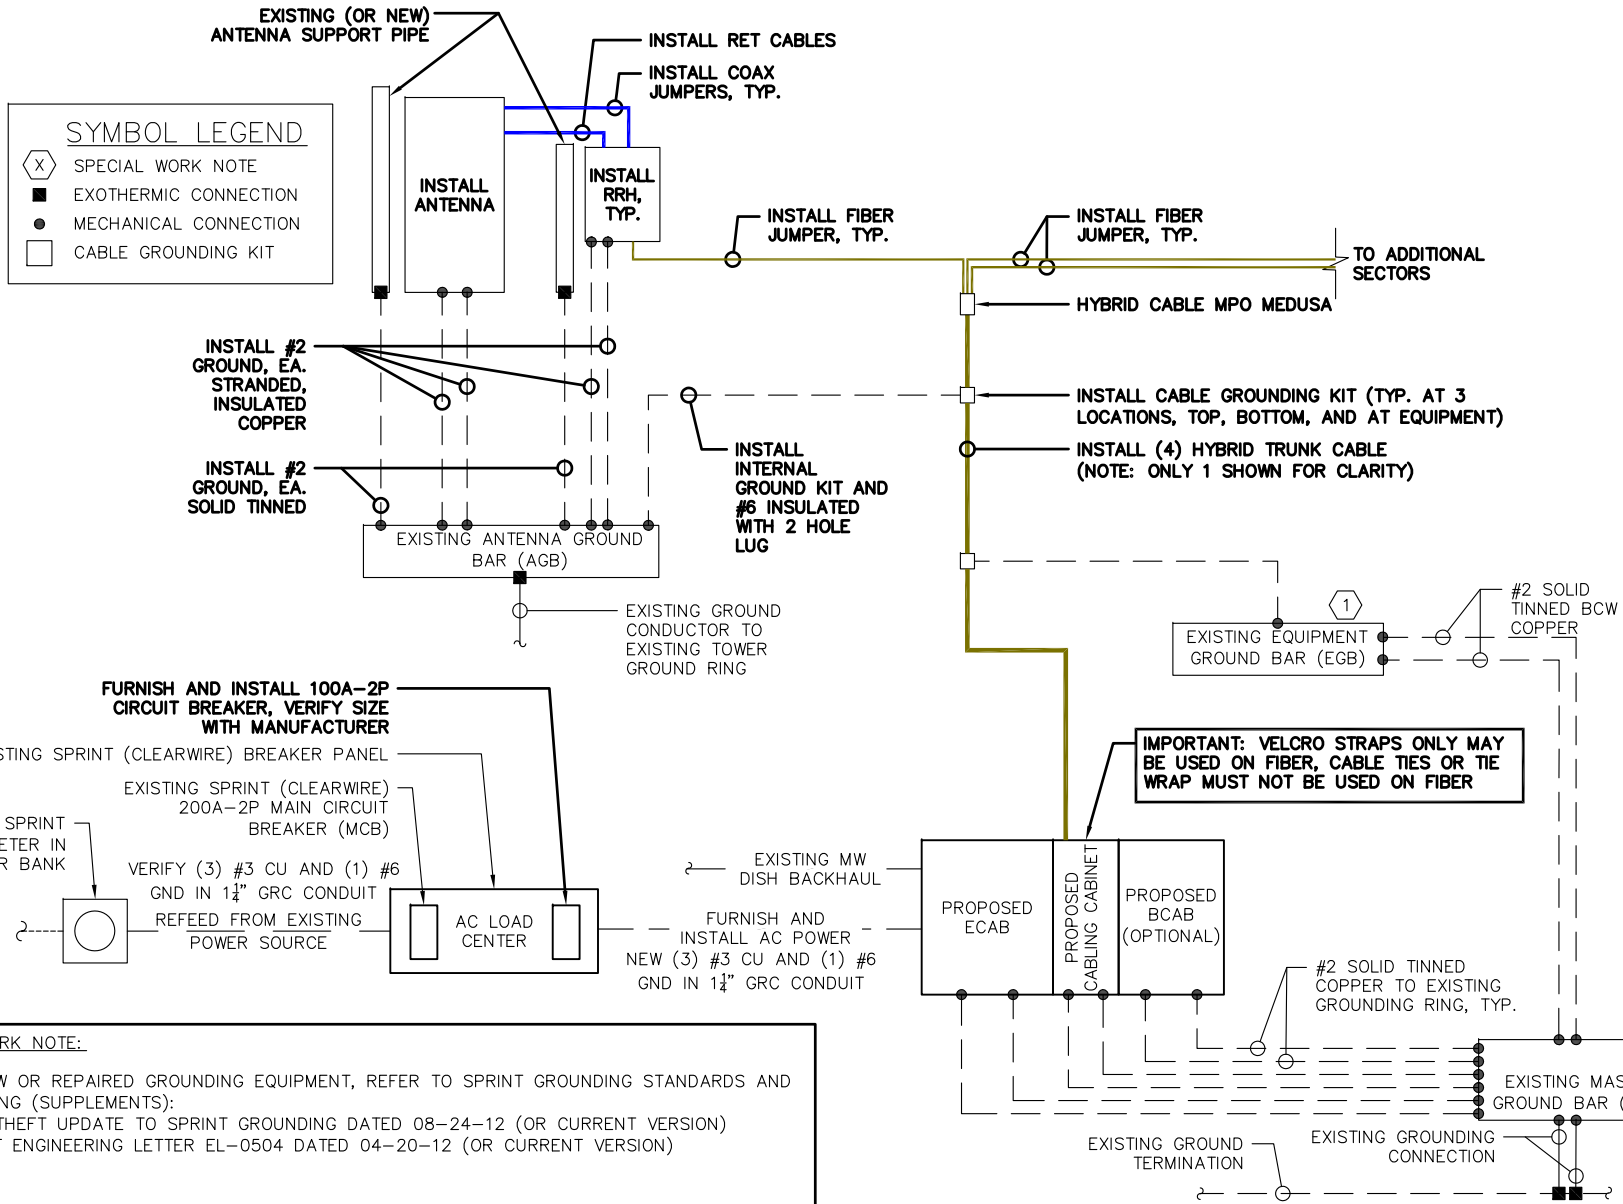 EXISTING (OR NEW)
ANTENNA SUPPORT PIPE
INSTALL RET CABLES
INSTALL COAX
JUMPERS, TYP.
SYMBOL LEGEND
X SPECIAL WORK NOTE
EXOTHERMIC CONNECTION
MECHANICAL CONNECTION
CABLE GROUNDING KIT
INSTALL
ANTENNA
INSTALL
RRH,
TYP.
INSTALL FIBER
JUMPER, TYP.
INSTALL FIBER
JUMPER, TYP.
TO ADDITIONAL
SECTORS
HYBRID CABLE MPO MEDUSA
INSTALL #2
GROUND, EA.
STRANDED,
INSULATED
COPPER
INSTALL CABLE GROUNDING KIT (TYP. AT 3
LOCATIONS, TOP, BOTTOM, AND AT EQUIPMENT)
INSTALL (4) HYBRID TRUNK CABLE
(NOTE: ONLY 1 SHOWN FOR CLARITY)
INSTALL
INTERNAL
GROUND KIT AND
#6 INSULATED
WITH 2 HOLE
LUG
INSTALL #2
GROUND, EA.
SOLID TINNED
EXISTING ANTENNA GROUND
BAR (AGB)
EXISTING GROUND
CONDUCTOR TO
EXISTING TOWER
GROUND RING
1
EXISTING EQUIPMENT
GROUND BAR (EGB)
#2 SOLID
TINNED BCW
COPPER
FURNISH AND INSTALL 100A-2P
CIRCUIT BREAKER, VERIFY SIZE
WITH MANUFACTURER
STING SPRINT (CLEARWIRE) BREAKER PANEL
EXISTING SPRINT (CLEARWIRE)
200A-2P MAIN CIRCUIT
BREAKER (MCB)
IMPORTANT: VELCRO STRAPS ONLY MAY
BE USED ON FIBER, CABLE TIES OR TIE
WRAP MUST NOT BE USED ON FIBER
SPRINT
ETER IN
R BANK
VERIFY (3) #3 CU AND (1) #6
GND IN 1¼" GRC CONDUIT
REFEED FROM EXISTING
POWER SOURCE
AC LOAD
CENTER
EXISTING MW
DISH BACKHAUL
FURNISH AND
INSTALL AC POWER
NEW (3) #3 CU AND (1) #6
GND IN 1¼" GRC CONDUIT
PROPOSED
ECAB
PROPOSED
CABLING CABINET
PROPOSED
BCAB
(OPTIONAL)
#2 SOLID TINNED
COPPER TO EXISTING
GROUNDING RING, TYP.
RK NOTE:
W OR REPAIRED GROUNDING EQUIPMENT, REFER TO SPRINT GROUNDING STANDARDS AND
NG (SUPPLEMENTS):
THEFT UPDATE TO SPRINT GROUNDING DATED 08-24-12 (OR CURRENT VERSION)
T ENGINEERING LETTER EL-0504 DATED 04-20-12 (OR CURRENT VERSION)
EXISTING MAS
GROUND BAR (
EXISTING GROUND
TERMINATION
EXISTING GROUNDING
CONNECTION